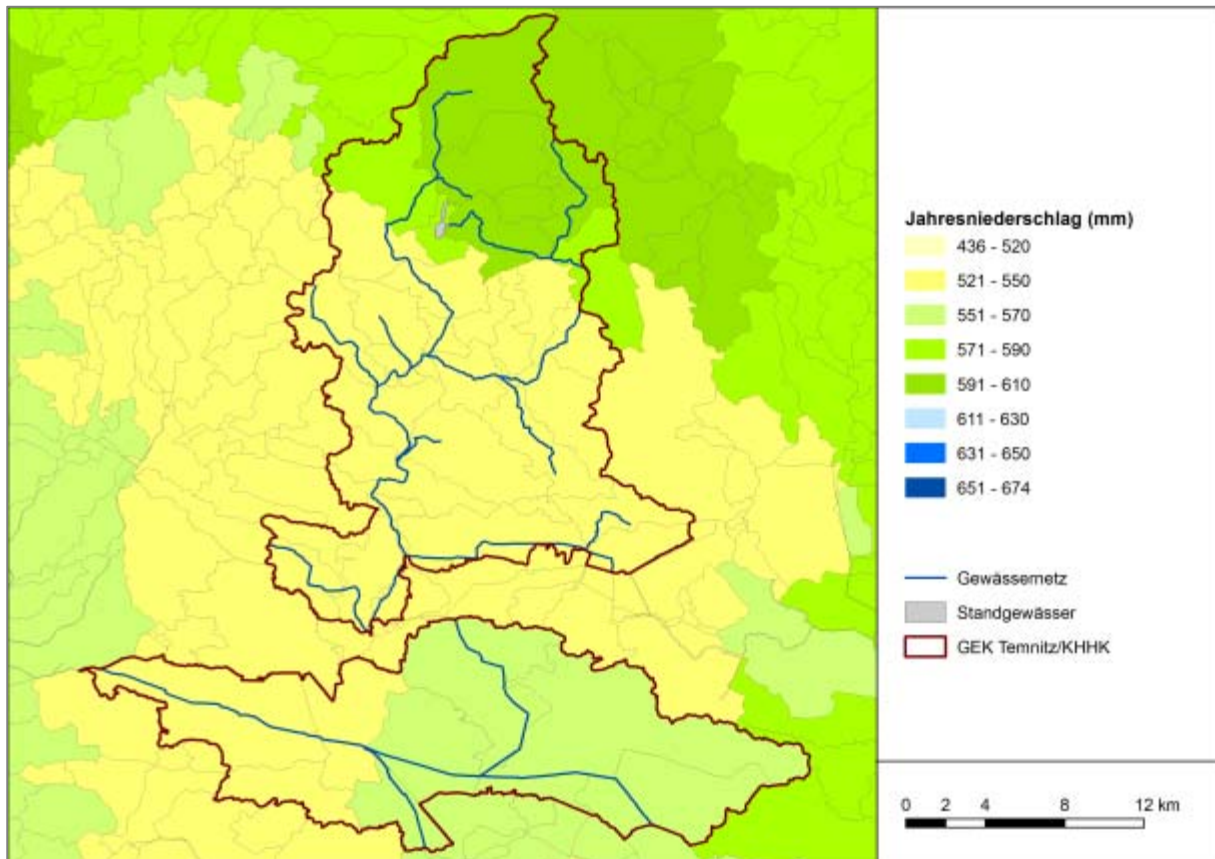 Jahresniederschlag (mm)
436 - 520
521 - 550
551 - 570
571 - 590
591 - 610
611 - 630
631 - 650
651 - 674
Gewässernetz
Standgewässer
GEK Temnitz/KHHK
0 2 4 8 12 km